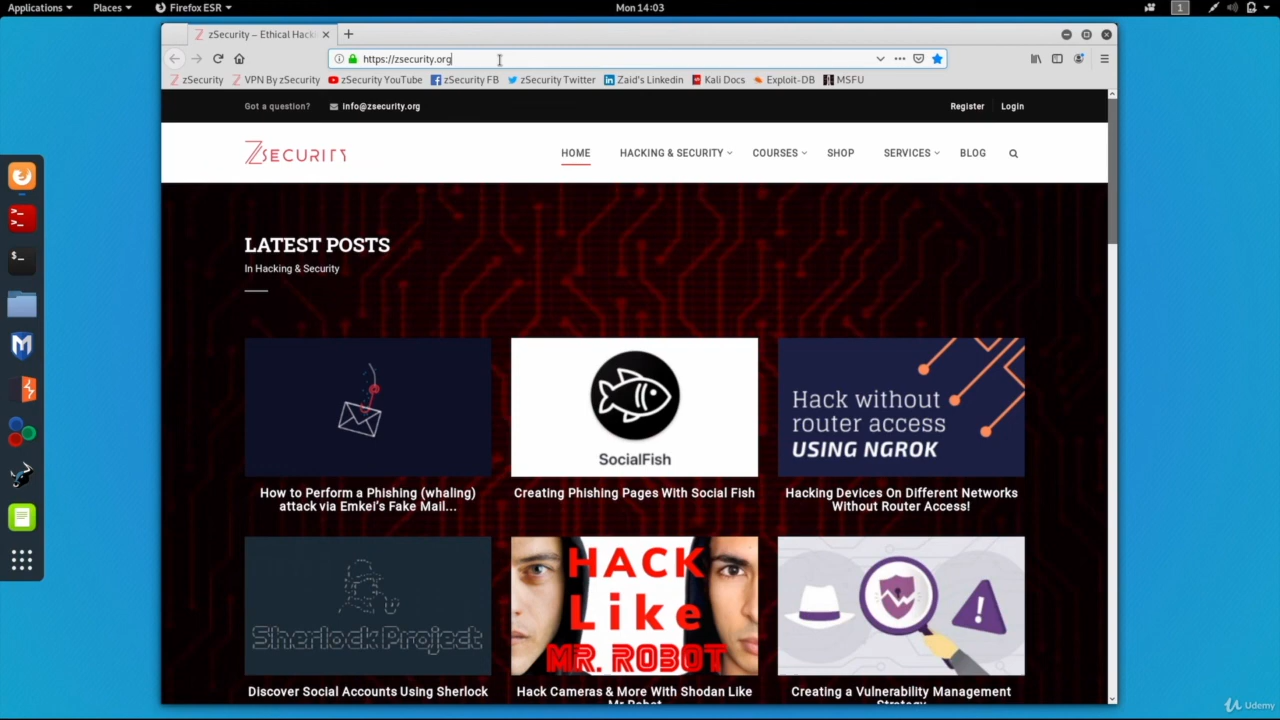 Applications
Places
Firefox ESR
Mon 14:03
1
zSecurity – Ethical Hacki
https://zsecurity.org
zSecurity
VPN By zSecurity
zSecurity YouTube
zSecurity FB
zSecurity Twitter
Zaid's Linkedin
Kali Docs
Exploit-DB
MSFU
Got a question?
info@zsecurity.org
Register
Login
ZSECURITY
HOME
HACKING & SECURITY
COURSES
SHOP
SERVICES
BLOG
LATEST POSTS
In Hacking & Security
SocialFish
Hack without
router access
USING NGROK
How to Perform a Phishing (whaling)
attack via Emkei's Fake Mail...
Creating Phishing Pages With Social Fish
Hacking Devices On Different Networks
Without Router Access!
Sherlock Project
HACK
Like
MR. ROBOT
Discover Social Accounts Using Sherlock
Hack Cameras & More With Shodan Like
Mr Robot
Creating a Vulnerability Management
Strategy
Udemy